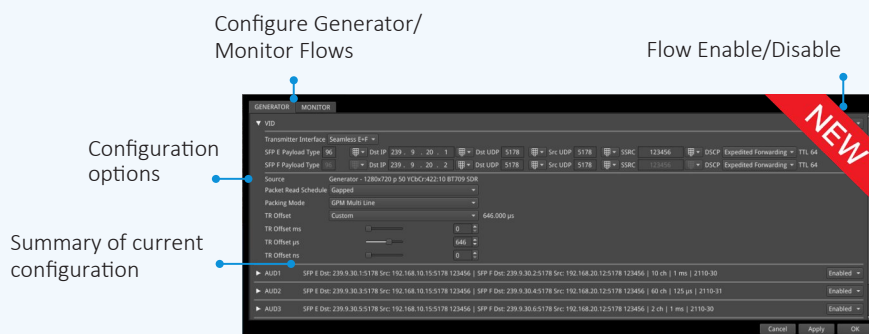 Configure Generator/
Monitor Flows
Flow Enable/Disable
GENERATOR MONITOR
NEW
VID
Transmitter Interface Seamless E+F
Configuration
options
SFP E Payload Type 96 Dst IP 239 . 9 . 20 . 1 Dst UDP 5178 Src UDP 5178 SSRC 123456 DSCP Expedited Forwarding TTL 64
SFP F Payload Type 96 Dst IP 239 . 9 . 20 . 2 Dst UDP 5178 Src UDP 5178 SSRC 123456 DSCP Expedited Forwarding TTL 64
Source Generator - 1280x720 p 50 YCbCr:422:10 BT709 SDR
Packet Read Schedule Gapped
Packing Mode GPM Multi Line
TR Offset Custom 646.000 µs
TR Offset ms 0
TR Offset µs 646
TR Offset ns 0
Summary of current
configuration
AUD1 SFP E Dst: 239.9.30.1:5178 Src: 192.168.10.15:5178 123456 | SFP F Dst: 239.9.30.2:5178 Src: 192.168.20.12:5178 123456 | 10 ch | 1 ms | 2110-30 Enabled
AUD2 SFP E Dst: 239.9.30.3:5178 Src: 192.168.10.15:5178 123456 | SFP F Dst: 239.9.30.4:5178 Src: 192.168.20.12:5178 123456 | 60 ch | 125 µs | 2110-31 Enabled
AUD3 SFP E Dst: 239.9.30.5:5178 Src: 192.168.10.15:5178 123456 | SFP F Dst: 239.9.30.6:5178 Src: 192.168.20.12:5178 123456 | 2 ch | 1 ms | 2110-30 Enabled
Cancel Apply OK